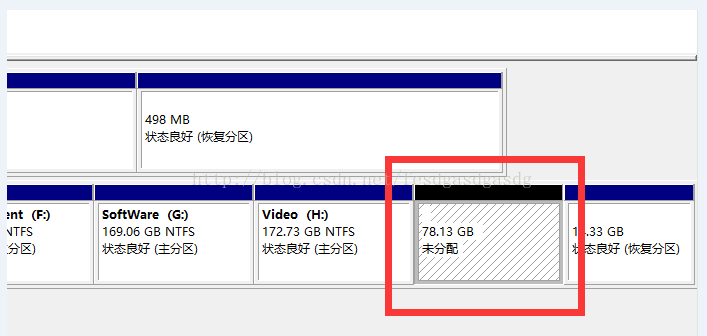 498 MB
状态良好 (恢复分区)
http://blog.csdn.net/
ent (F:)
NTFS
分区)
SoftWare (G:)
169.06 GB NTFS
状态良好 (主分区)
Video (H:)
172.73 GB NTFS
状态良好 (主分区)
78.13 GB
未分配
.33 GB
状态良好 (恢复分区)